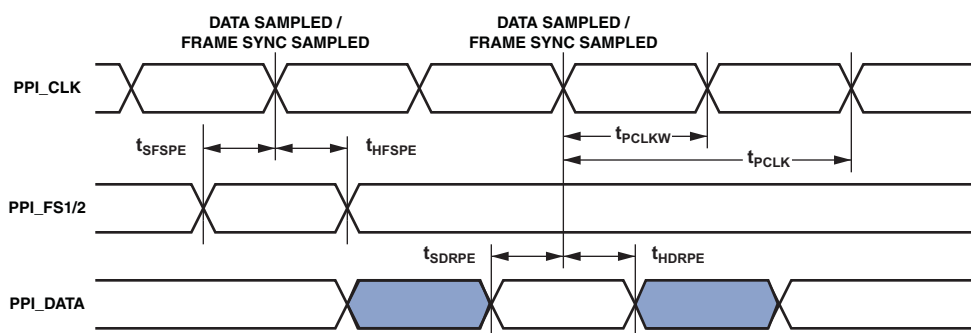 DATA SAMPLED /
FRAME SYNC SAMPLED
DATA SAMPLED /
FRAME SYNC SAMPLED
PPI_CLK
tSFSPE
tHFSPE
tPCLKW
tPCLK
PPI_FS1/2
tSDRPE
tHDRPE
PPI_DATA